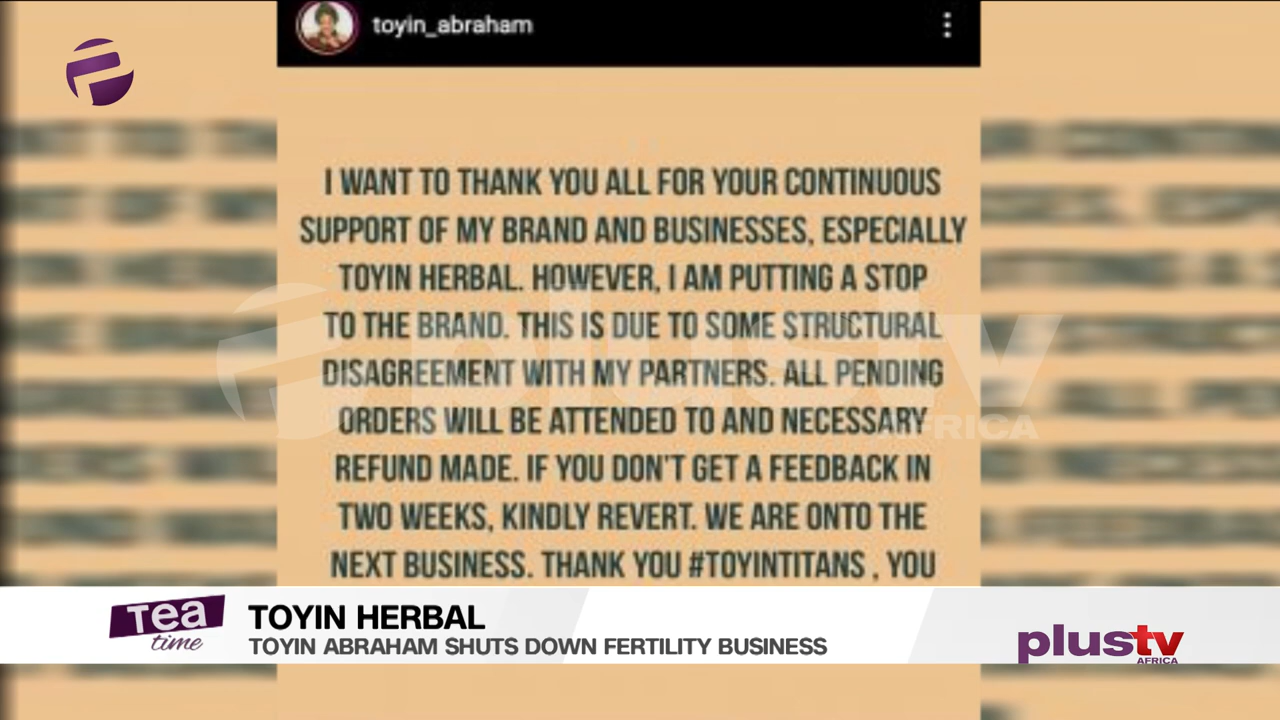 toyin_abraham
I WANT TO THANK YOU ALL FOR YOUR CONTINUOUS
SUPPORT OF MY BRAND AND BUSINESSES, ESPECIALLY
TOYIN HERBAL. HOWEVER, I AM PUTTING A STOP
TO THE BRAND. THIS IS DUE TO SOME STRUCTURAL
DISAGREEMENT WITH MY PARTNERS. ALL PENDING
ORDERS WILL BE ATTENDED TO AND NECESSARY
REFUND MADE. IF YOU DON'T GET A FEEDBACK IN
TWO WEEKS, KINDLY REVERT. WE ARE ONTO THE
NEXT BUSINESS. THANK YOU #TOYINTITANS , YOU
plustv
AFRICA
Tea
time
TOYIN HERBAL
TOYIN ABRAHAM SHUTS DOWN FERTILITY BUSINESS
plustv
AFRICA